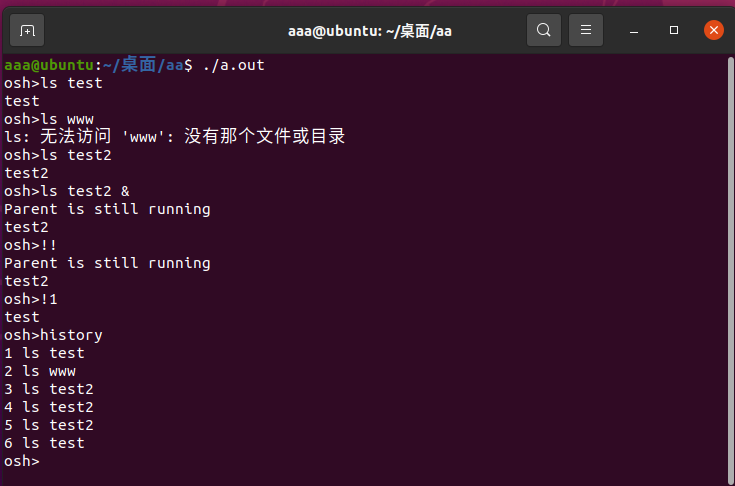 aaa@ubuntu: ~/桌面/aa
aaa@ubuntu:~/桌面/aa$ ./a.out
osh>ls test
test
osh>ls www
ls: 无法访问 'www': 没有那个文件或目录
osh>ls test2
test2
osh>ls test2 &
Parent is still running
test2
osh>!!
Parent is still running
test2
osh>!1
test
osh>history
1 ls test
2 ls www
3 ls test2
4 ls test2
5 ls test2
6 ls test
osh>